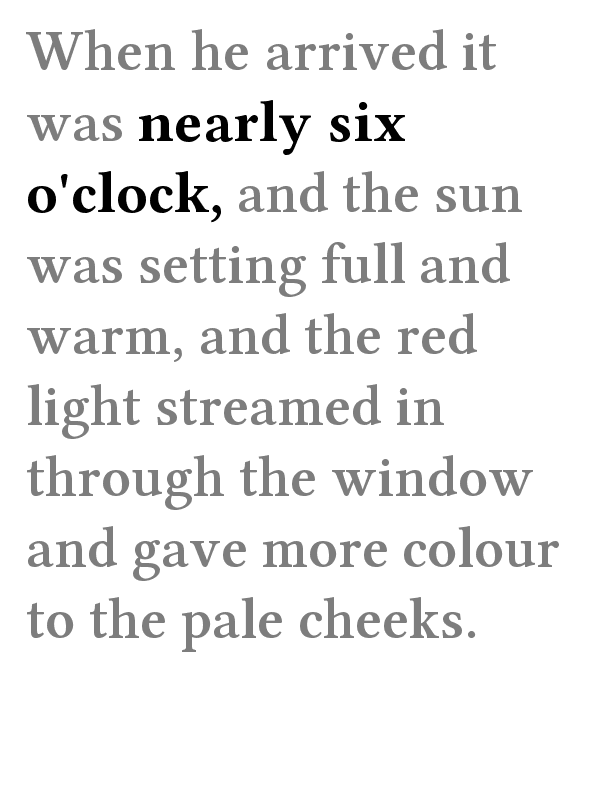 When he arrived it
was nearly six
o'clock, and the sun
was setting full and
warm, and the red
light streamed in
through the window
and gave more colour
to the pale cheeks.